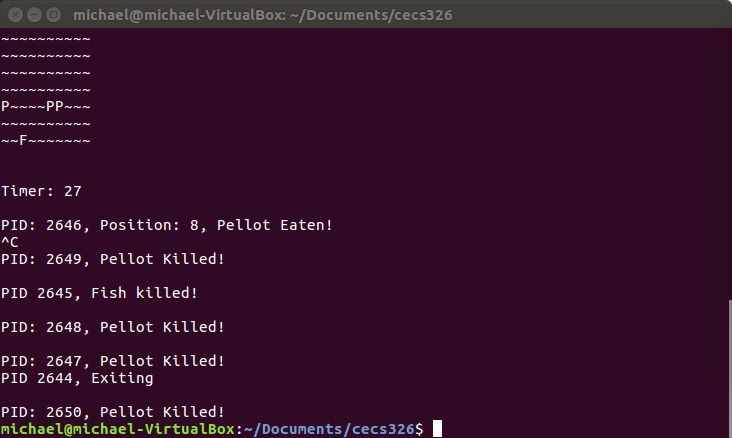 michael@michael-VirtualBox: ~/Documents/cecs326
~~~~~~~~~~
~~~~~~~~~~
~~~~~~~~~~
~~~~~~~~~~
P~~~~PP~~~
~~~~~~~~~~
~~F~~~~~~~
Timer: 27
PID: 2646, Position: 8, Pellot Eaten!
^C
PID: 2649, Pellot Killed!
PID 2645, Fish killed!
PID: 2648, Pellot Killed!
PID: 2647, Pellot Killed!
PID 2644, Exiting
PID: 2650, Pellot Killed!
michael@michael-VirtualBox:~/Documents/cecs326$